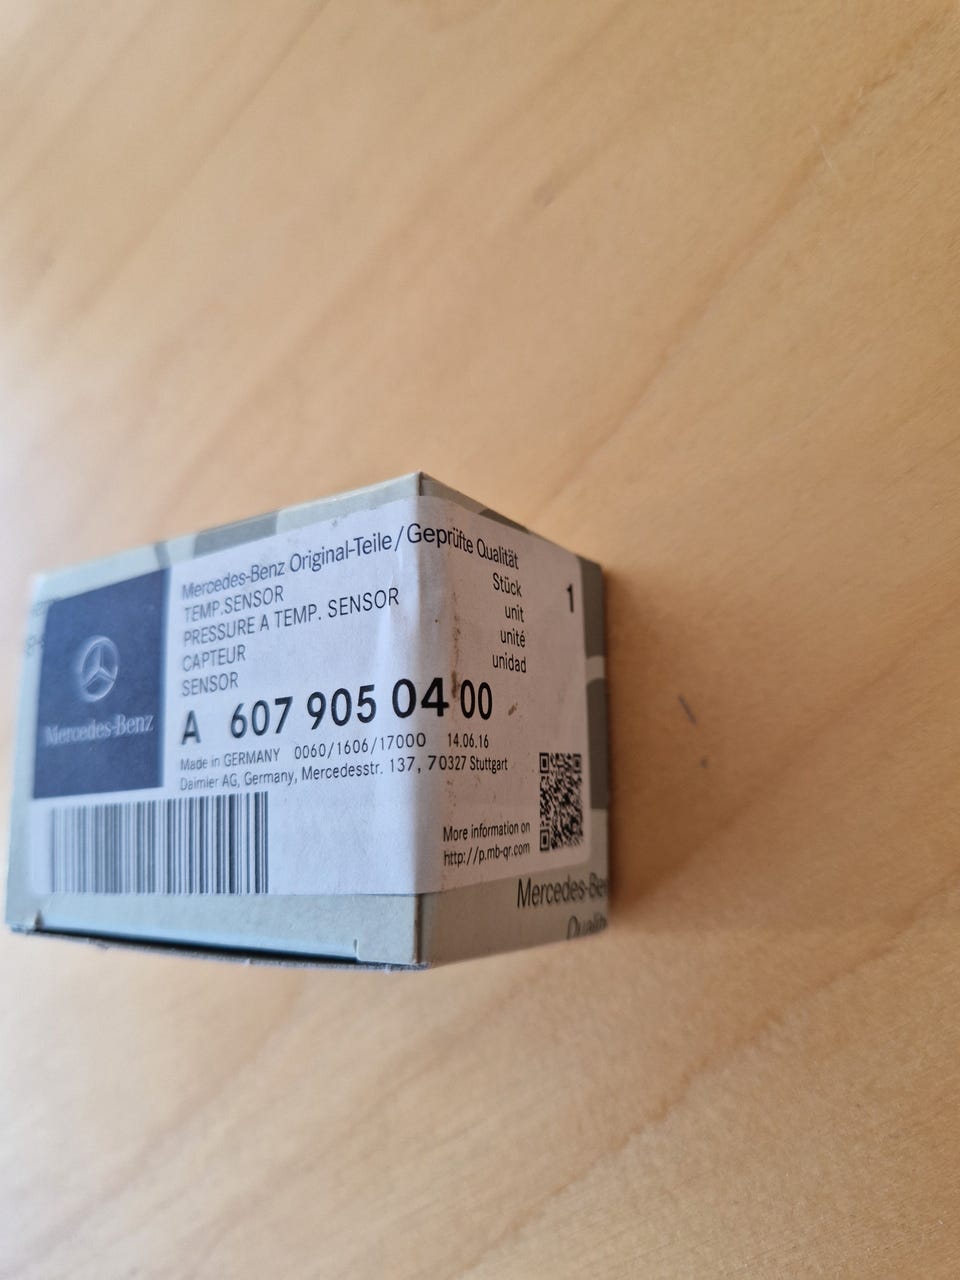 Mercedes-Benz Original-Teile/Geprüfte Qualität
TEMP.SENSOR
PRESSURE A TEMP. SENSOR
CAPTEUR
SENSOR
Stück
unit
unité
unidad
1
A 607 905 04 00
Made in GERMANY 0060/1606/17000 14.06.16
Daimler AG, Germany, Mercedesstr. 137, 70327 Stuttgart
Mercedes-Benz
More information on
http://p.mb-qr.com
Mercedes-Be